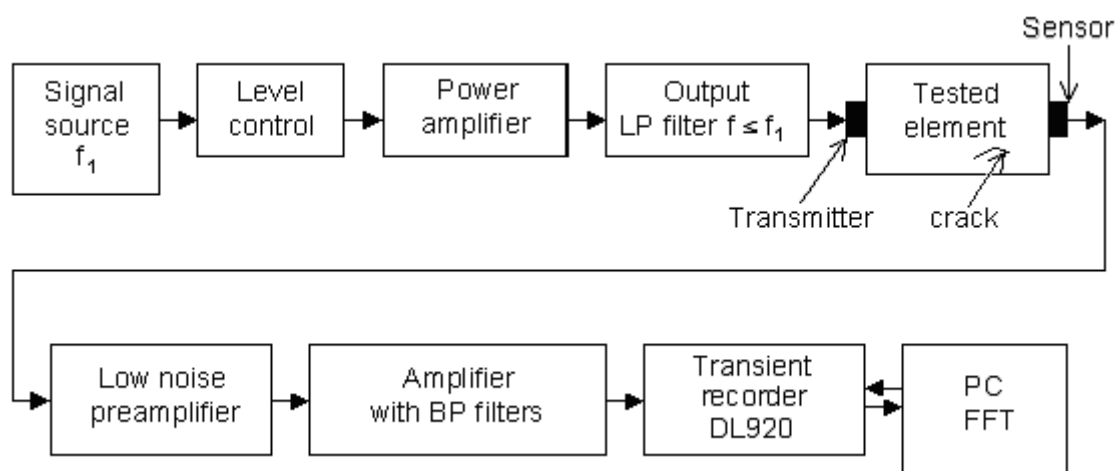 Sensor
Signal
source
f₁
Level
control
Power
amplifier
Output
LP filter f ≤ f₁
Tested
element
Transmitter
crack
Low noise
preamplifier
Amplifier
with BP filters
Transient
recorder
DL920
PC
FFT